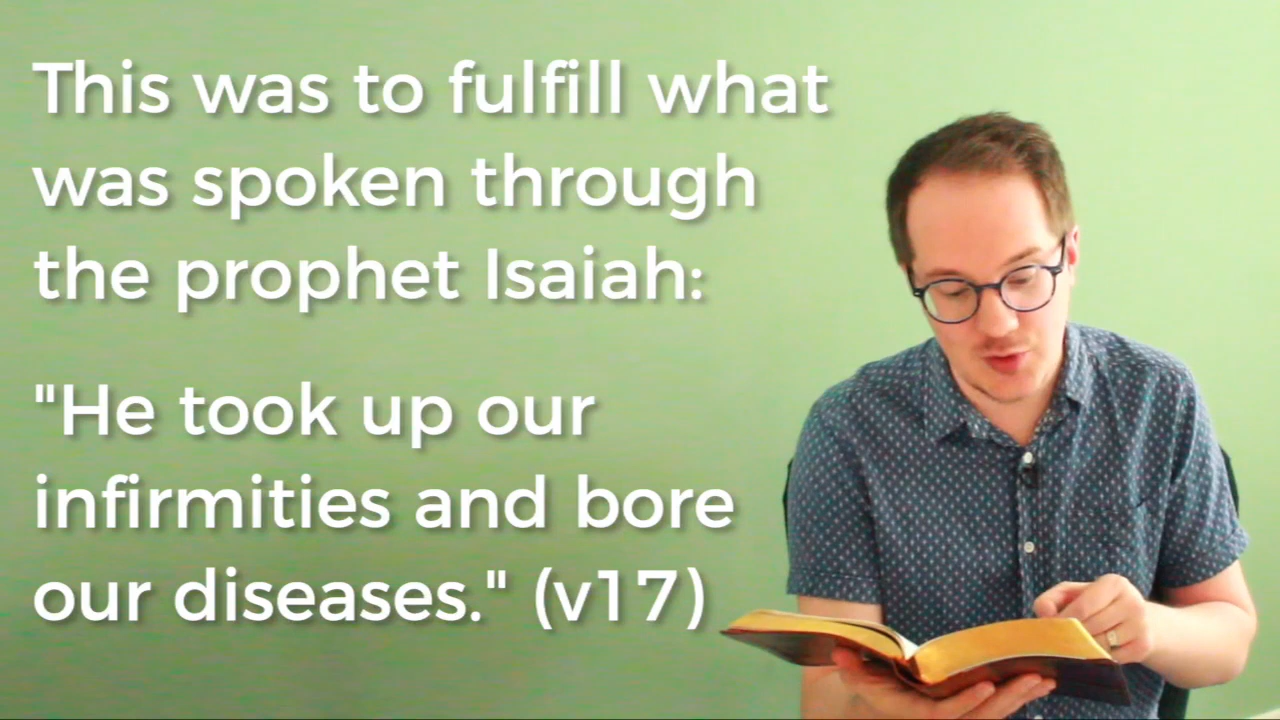 This was to fulfill what
was spoken through
the prophet Isaiah:
"He took up our
infirmities and bore
our diseases." (v17)